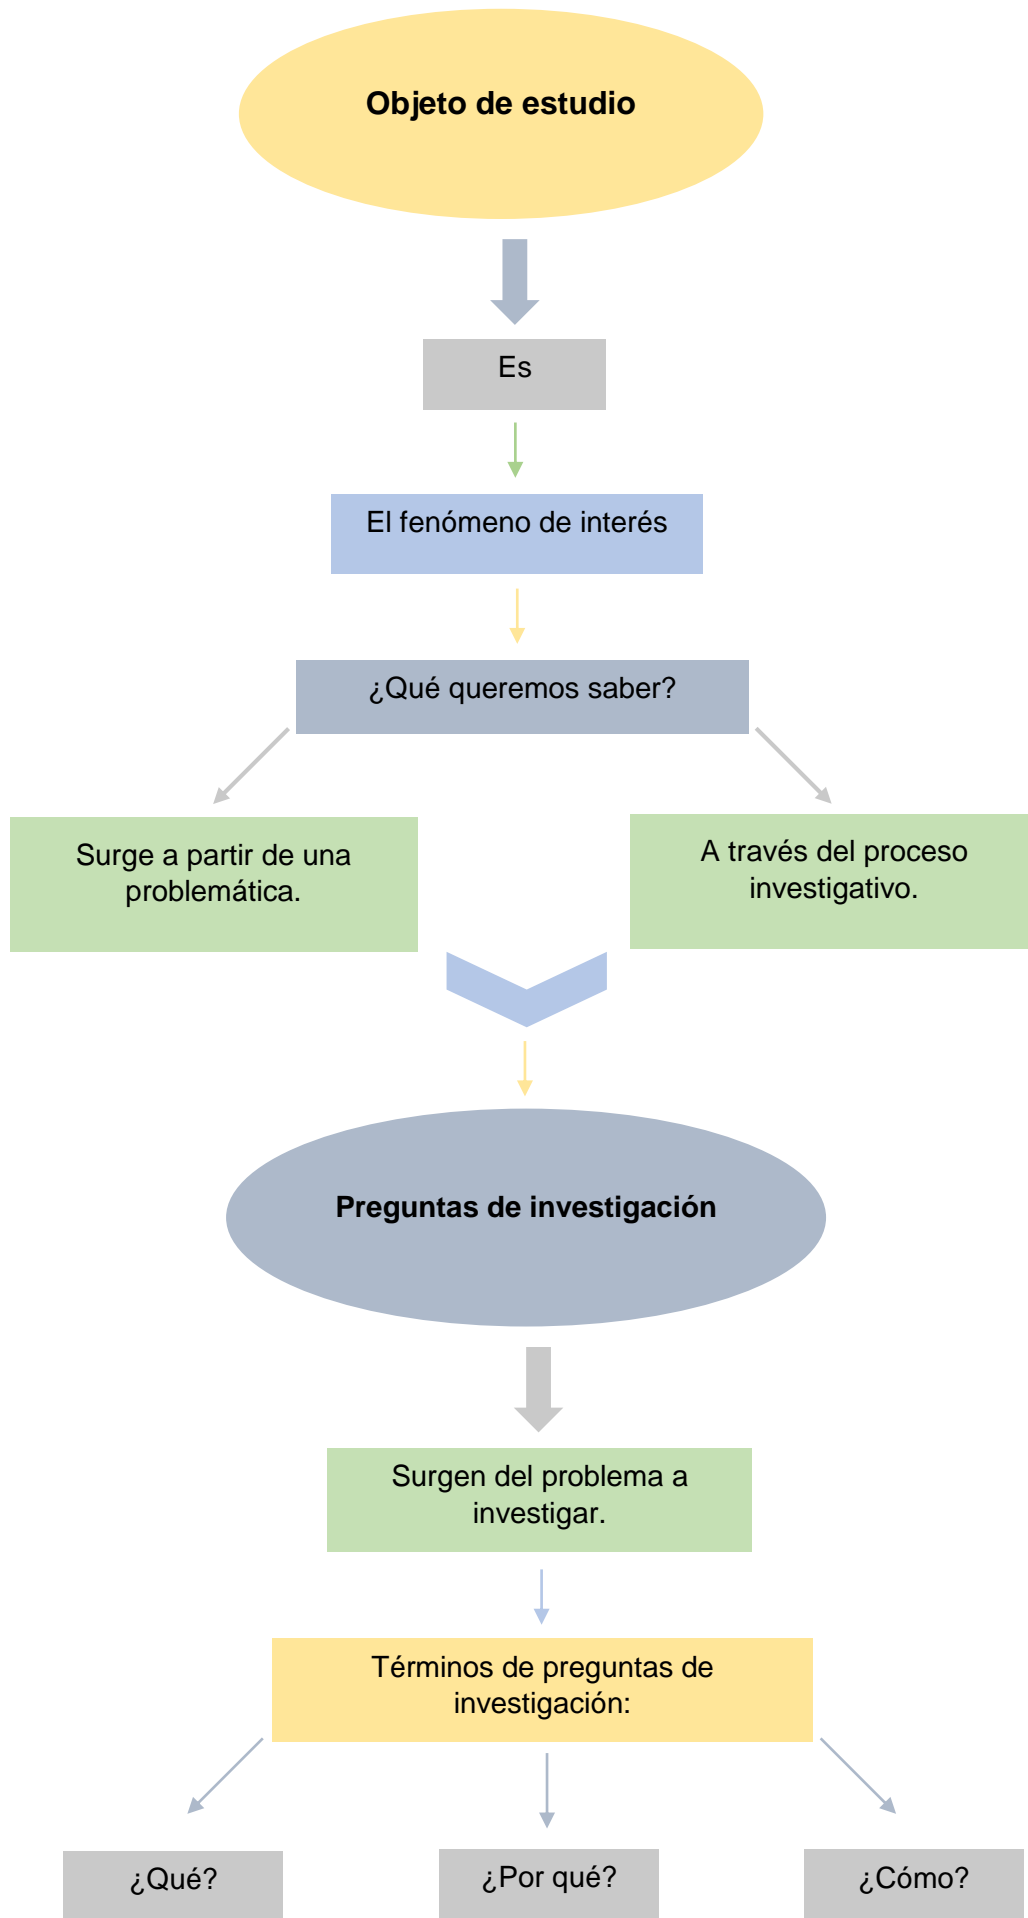 Objeto de estudio
Es
El fenómeno de interés
¿Qué queremos saber?
Surge a partir de una
problemática.
A través del proceso
investigativo.
Preguntas de investigación
Surgen del problema a
investigar.
Términos de preguntas de
investigación:
¿Qué?
¿Por qué?
¿Cómo?